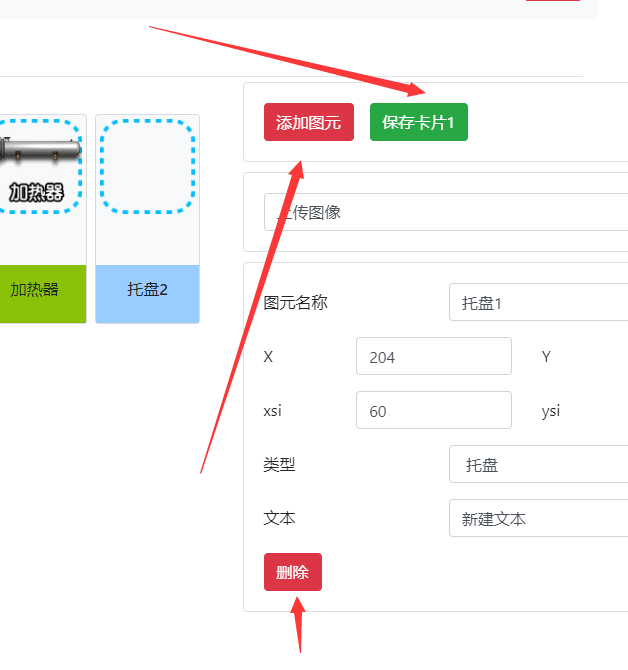 添加图元 保存卡片1
加热器
上传图像
加热器 托盘2
图元名称 托盘1
X 204 Y
xsi 60 ysi
类型 托盘
文本 新建文本
删除